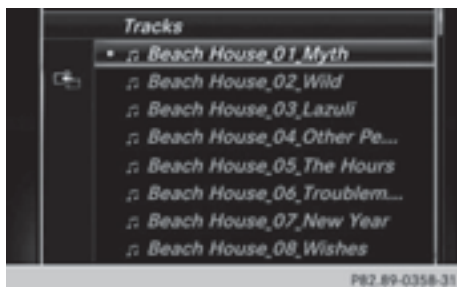 Tracks
Beach House_01_Myth
Beach House_02_Wild
Beach House_03_Lazuli
Beach House_04_Other Pe...
Beach House_05_The Hours
Beach House_06_Troublem...
Beach House_07_New Year
Beach House_08_Wishes
P82.89-0358-31